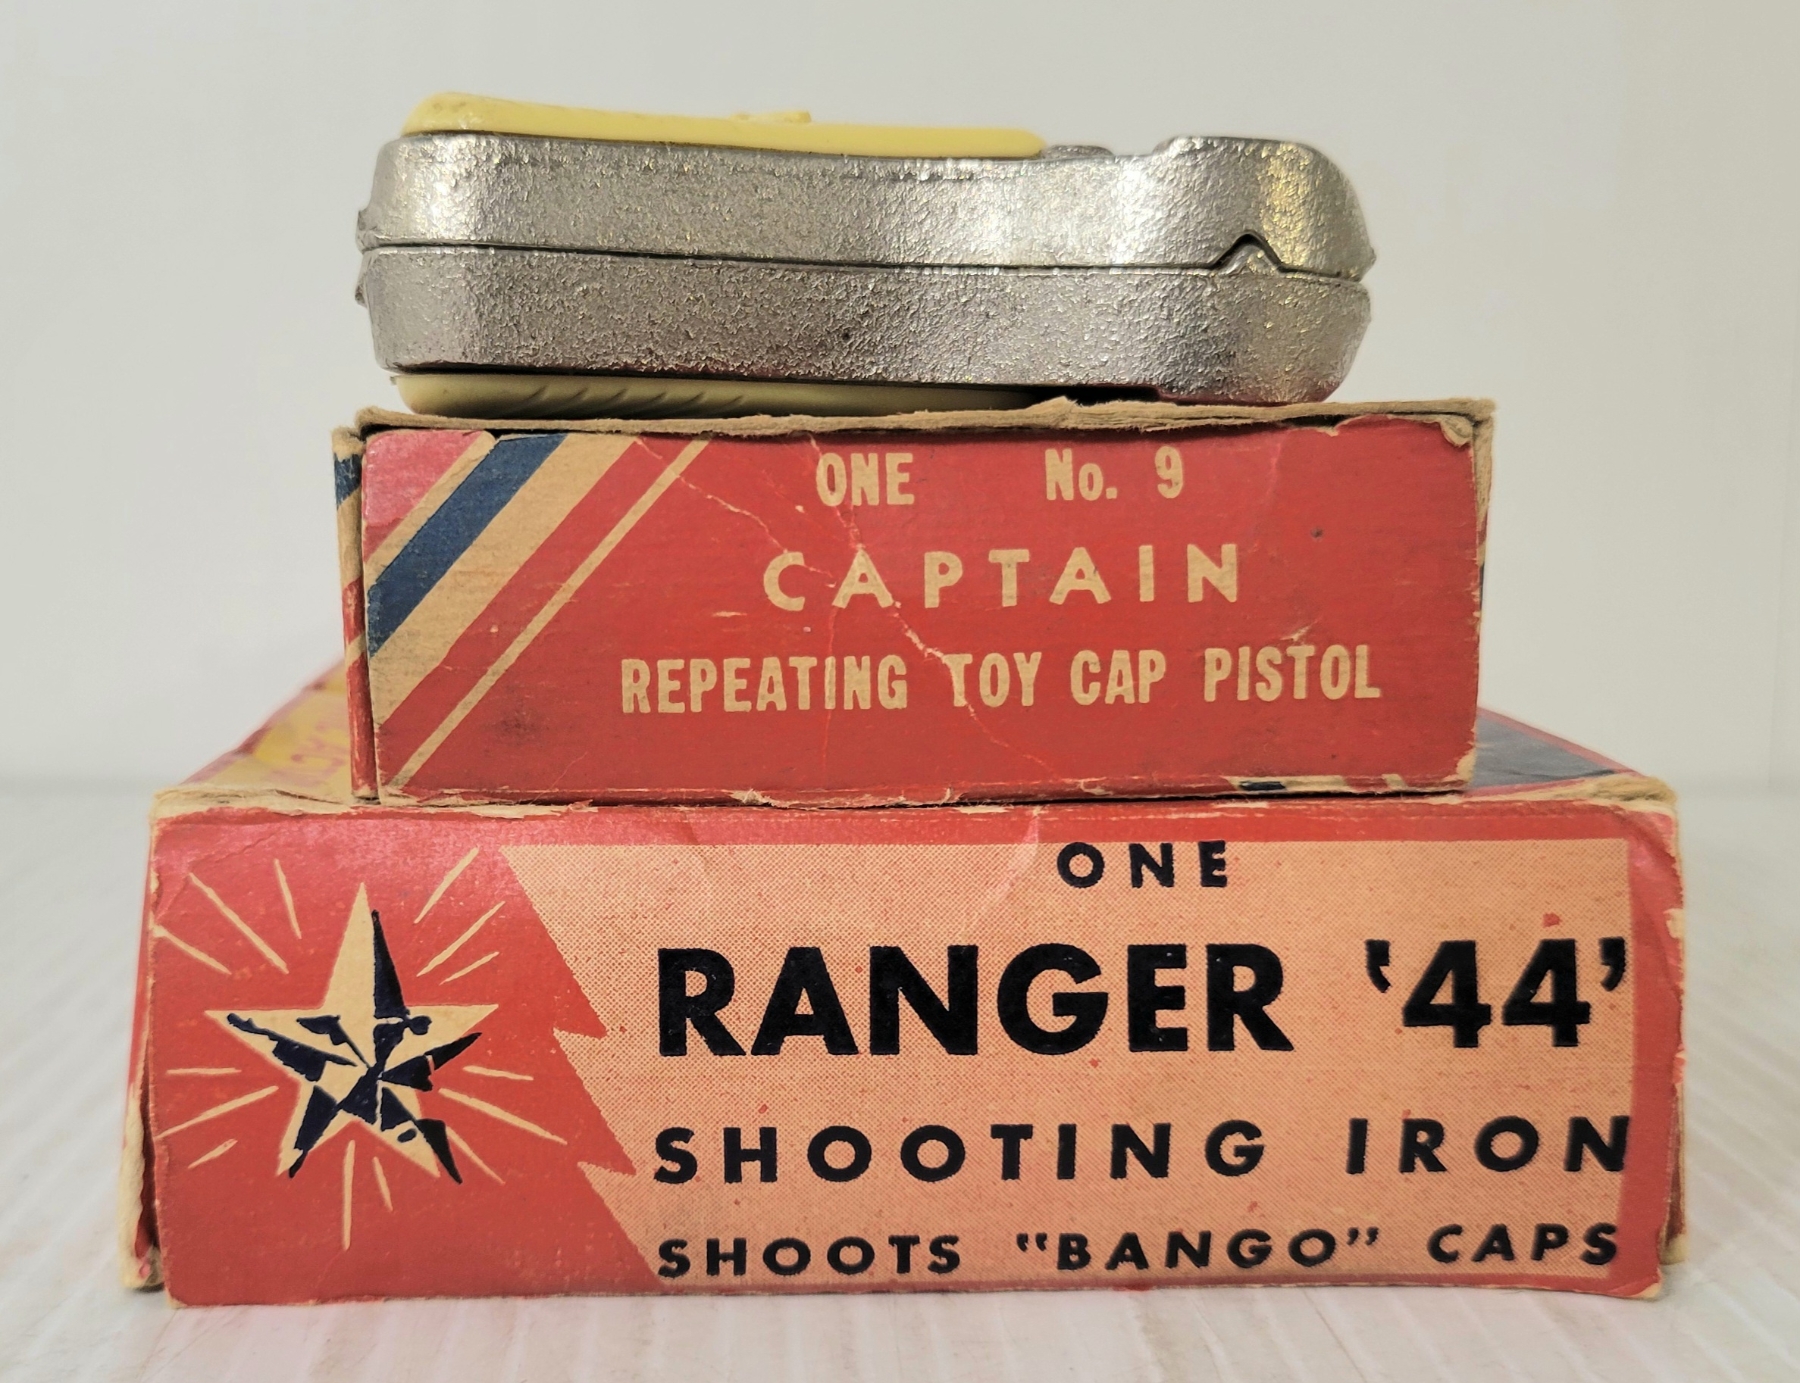 ONE No. 9
CAPTAIN
REPEATING TOY CAP PISTOL
ONE
RANGER '44'
SHOOTING IRON
SHOOTS "BANGO" CAPS